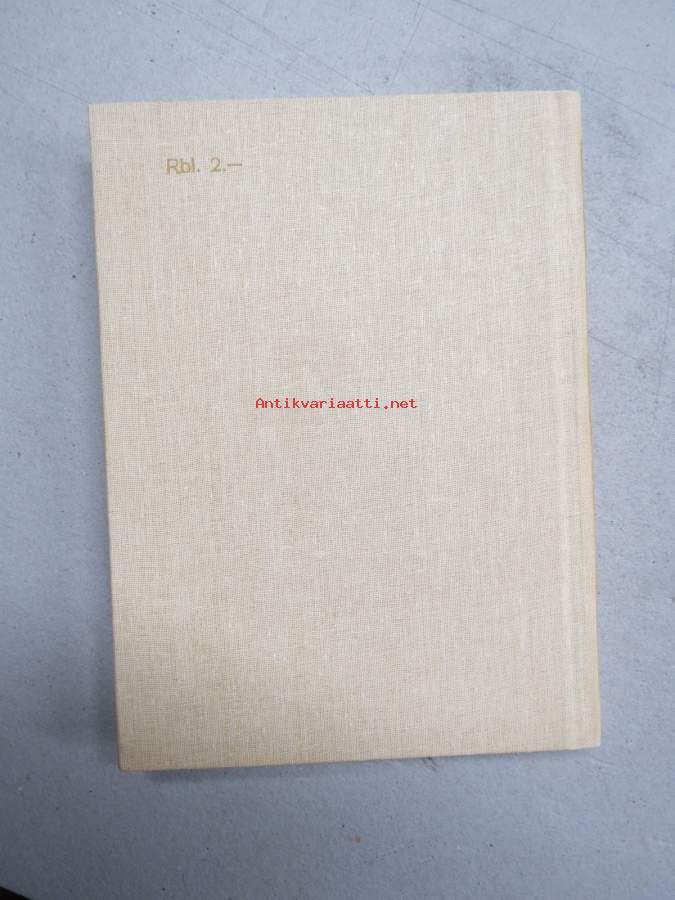 Rbl. 2.—
Antikvariaatti.net